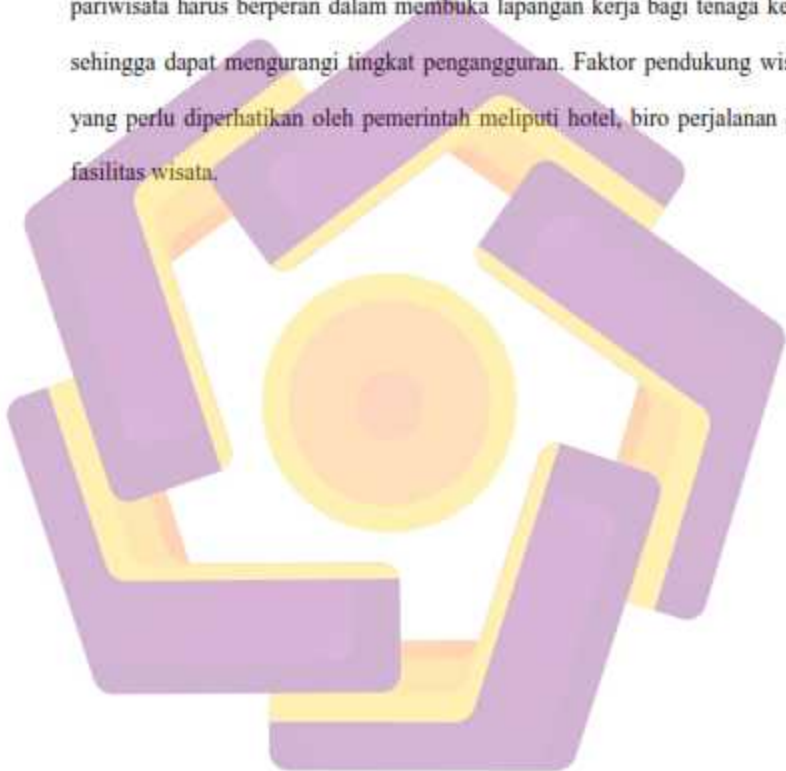 pariwisata harus berperan dalam membuka lapangan kerja bagi tenaga
sehingga dapat mengurangi tingkat pengangguran. Faktor pendukung
yang perlu diperhatikan oleh pemerintah meliputi hotel, biro perjalanan
fasilitas wisata.